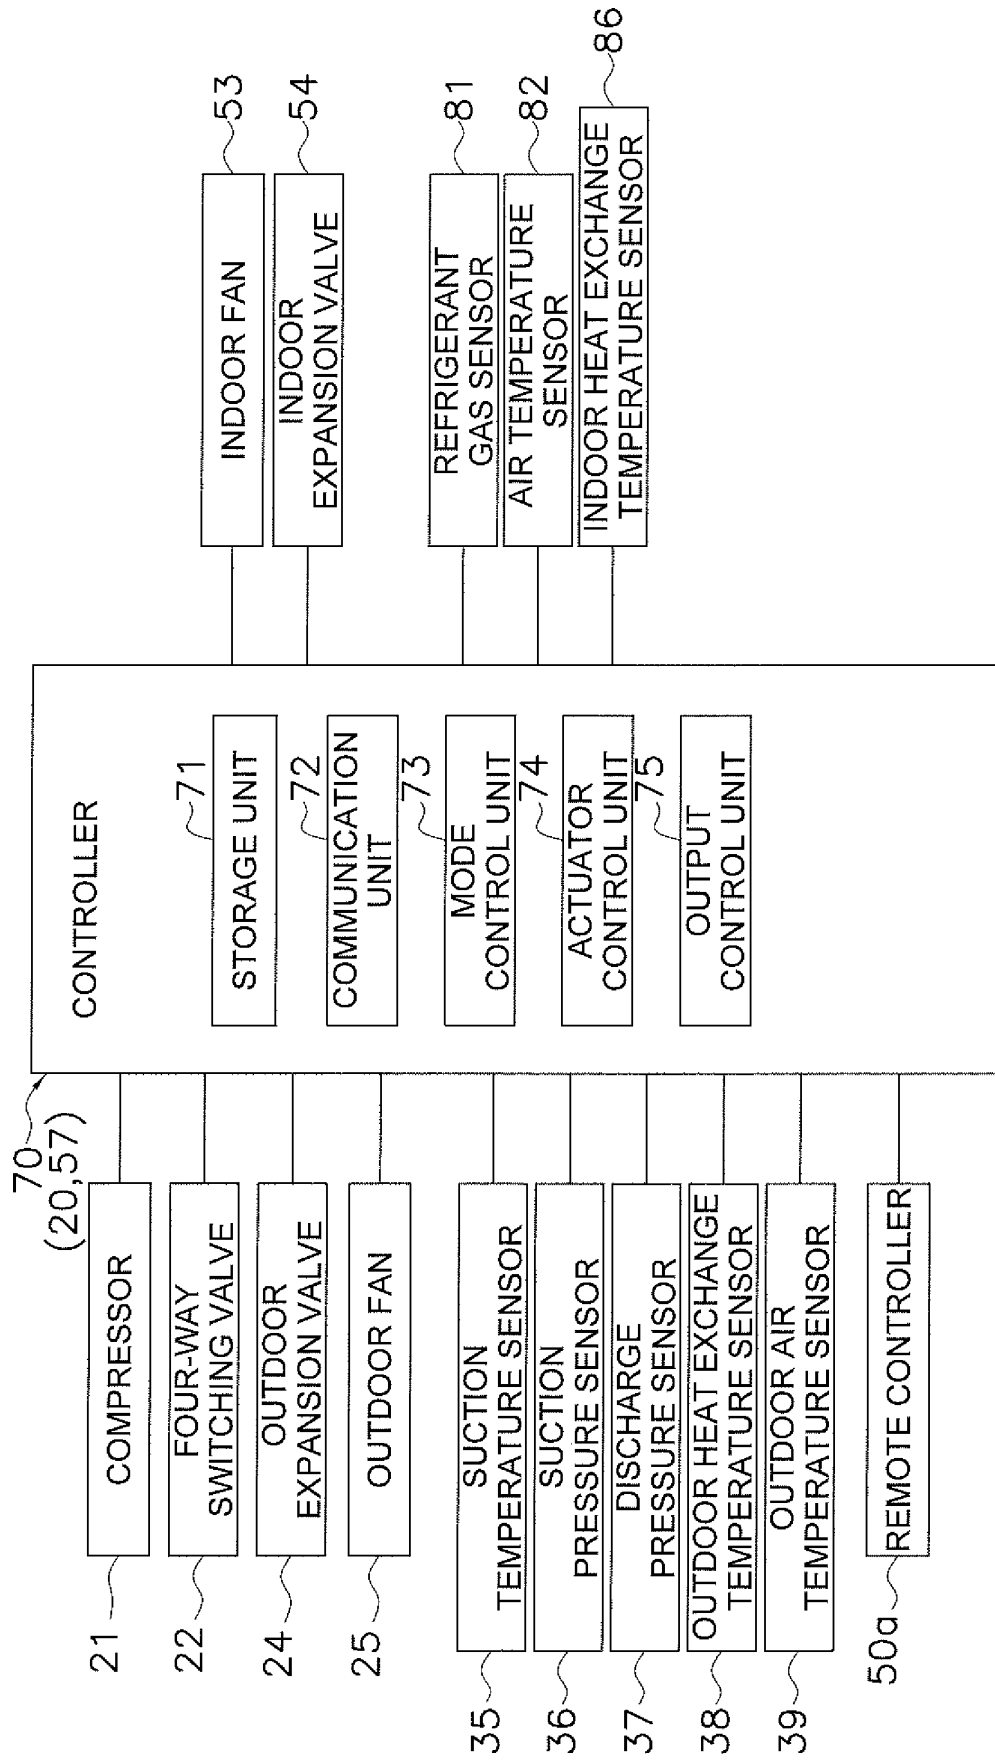 70
(20,57)
CONTROLLER
21
COMPRESSOR
22
FOUR-WAY
SWITCHING VALVE
24
OUTDOOR
EXPANSION VALVE
25
OUTDOOR FAN
35
SUCTION
TEMPERATURE SENSOR
36
SUCTION
PRESSURE SENSOR
37
DISCHARGE
PRESSURE SENSOR
38
OUTDOOR HEAT EXCHANGE
TEMPERATURE SENSOR
39
OUTDOOR AIR
TEMPERATURE SENSOR
50a
REMOTE CONTROLLER
71
STORAGE UNIT
72
COMMUNICATION
UNIT
73
MODE
CONTROL UNIT
74
ACTUATOR
CONTROL UNIT
75
OUTPUT
CONTROL UNIT
INDOOR FAN
53
INDOOR
EXPANSION VALVE
54
REFRIGERANT
GAS SENSOR
81
AIR TEMPERATURE
SENSOR
82
INDOOR HEAT EXCHANGE
TEMPERATURE SENSOR
86